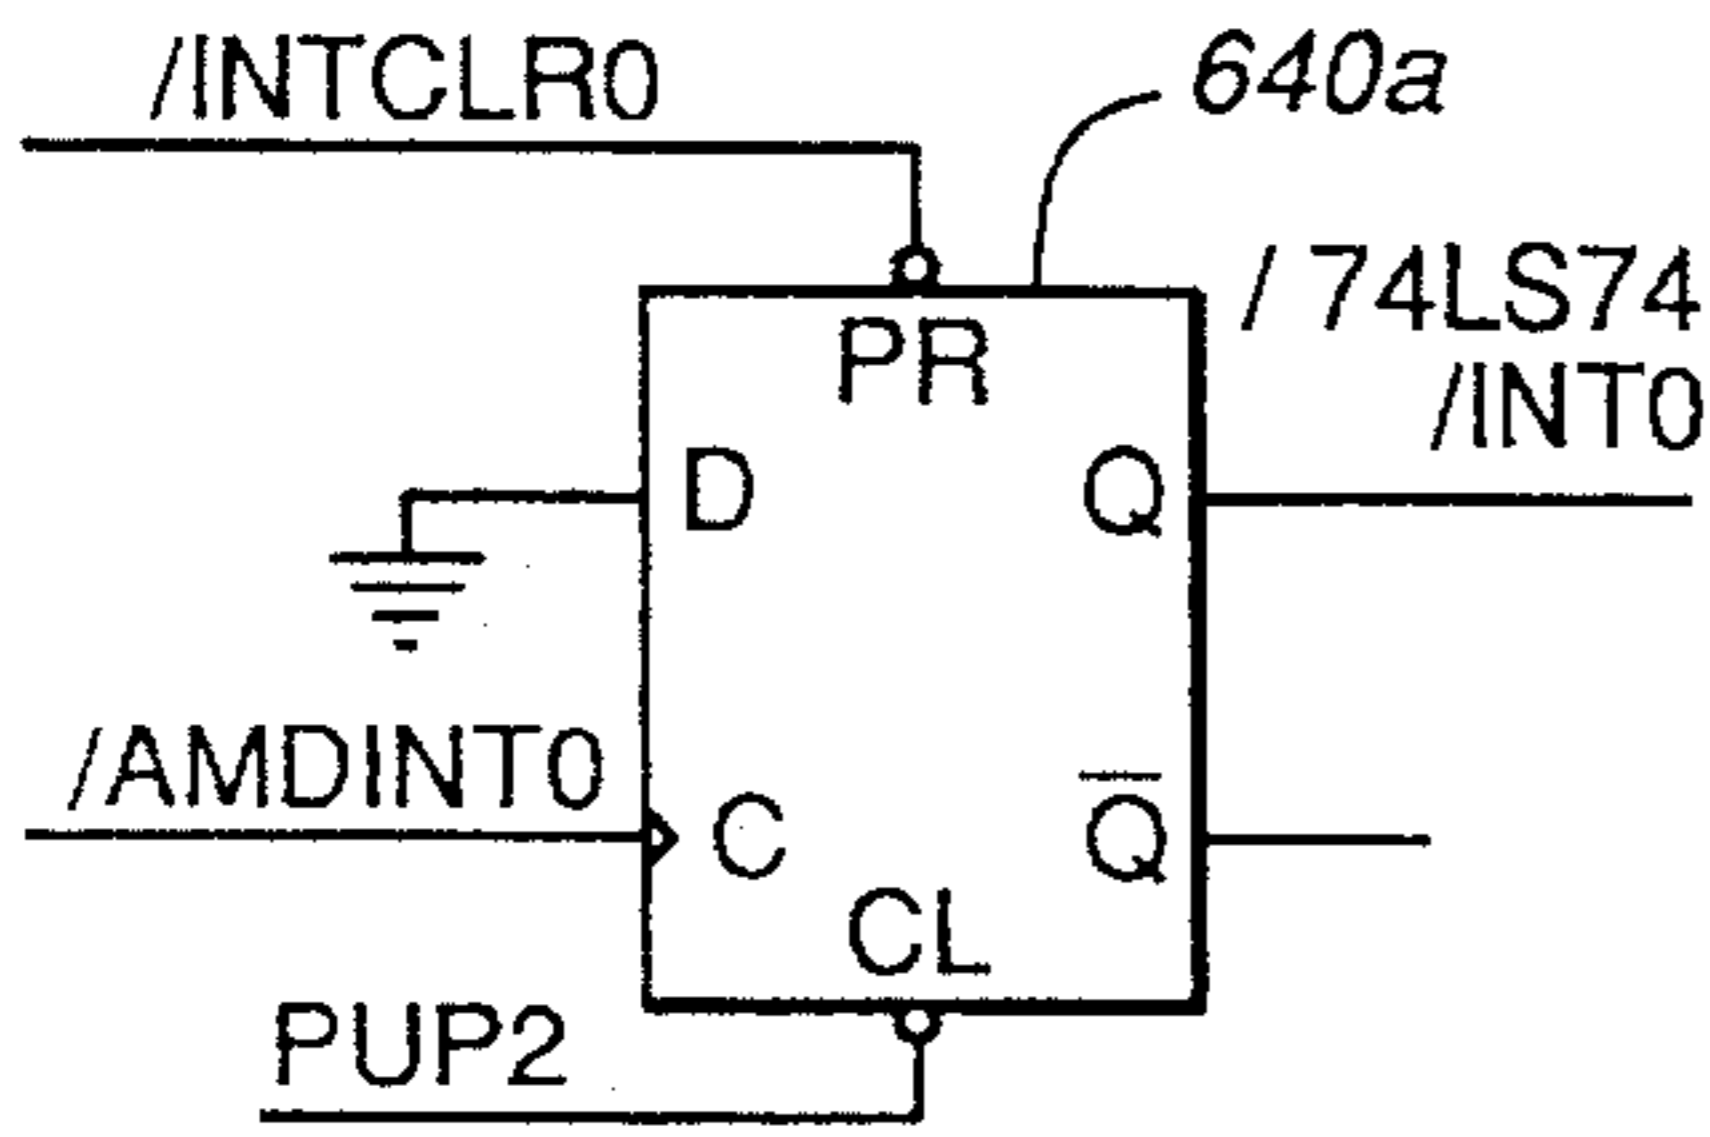 /INTCLR0
640a
/ 74LS74
/INT0
PR
D
Q
/AMDINT0
C
Q̅
CL
PUP2